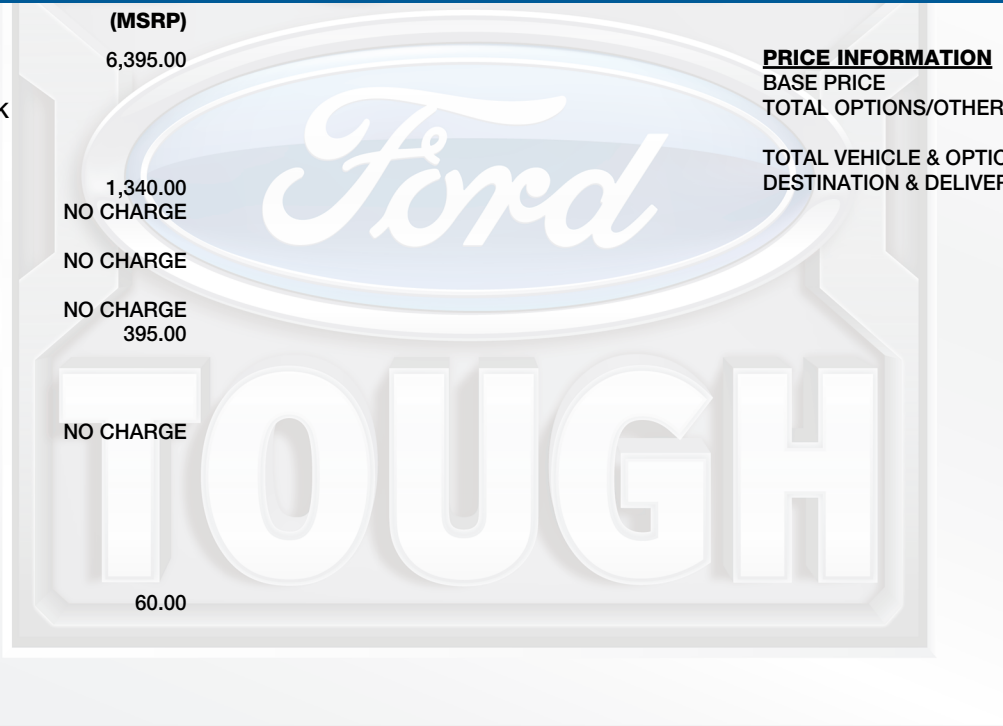 (MSRP)
6,395.00
K
1,340.00
NO CHARGE
NO CHARGE
NO CHARGE
395.00
NO CHARGE
60.00
PRICE INFORMATION
BASE PRICE
TOTAL OPTIONS/OTHER
TOTAL VEHICLE & OPTIO
DESTINATION & DELIVER
Ford
TOUGH